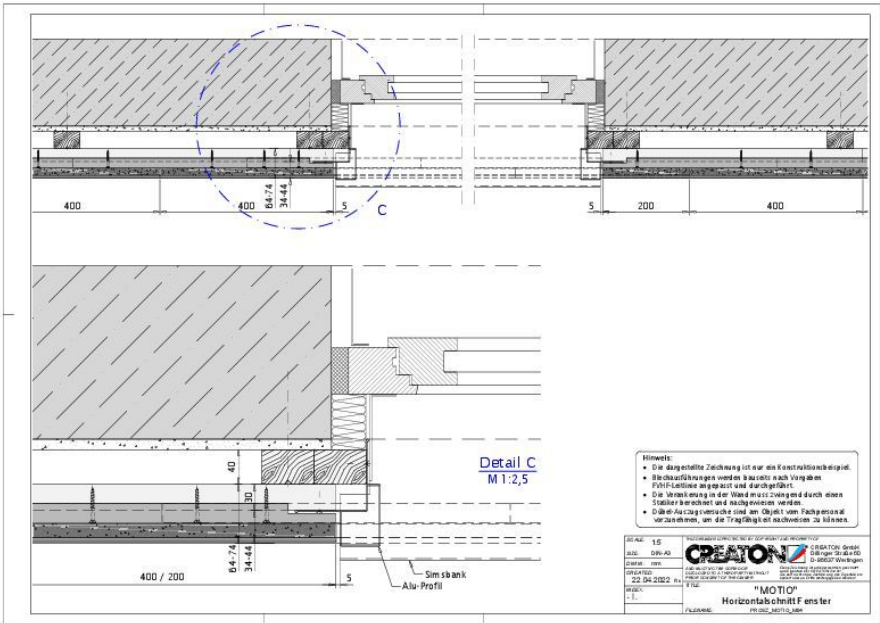 400
400
64-74
34-44
5
C
5
200
400
Detail C
M 1:2,5
40
30
64-74
34-44
400 / 200
5
Simsbank
Alu-Profil
Hinweis:
• Die dargestellte Zeichnung ist nur ein Konstruktionsbeispiel.
• Blechausführungen werden bauseits nach Vorgaben
FVHF-Leitlinie angepasst und durchgeführt.
• Die Verankerung in der Wand muss zwingend durch einen
Statiker berechnet und nachgewiesen werden.
• Dübel-Auszugsversuche sind am Objekt vom Fachpersonal
vorzunehmen, um die Tragfähigkeit nachweisen zu können.
SCALE: 1:5
SIZE: DIN-A3
mm
CREATED:
22.04.2022
INDEX:
- 1.
CREATON
CREATON GmbH
Dillinger Straße 60
D-86637 Wertingen
TITLE:
"MOTIO"
Horizontalschnitt Fenster
FILENAME: